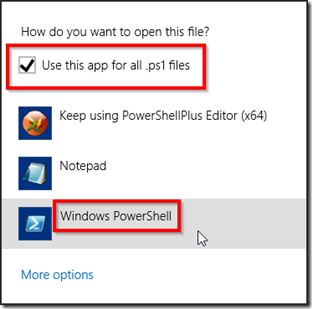 How do you want to open this file?
Use this app for all .ps1 files
Keep using PowerShellPlus Editor (x64)
Notepad
Windows PowerShell
More options